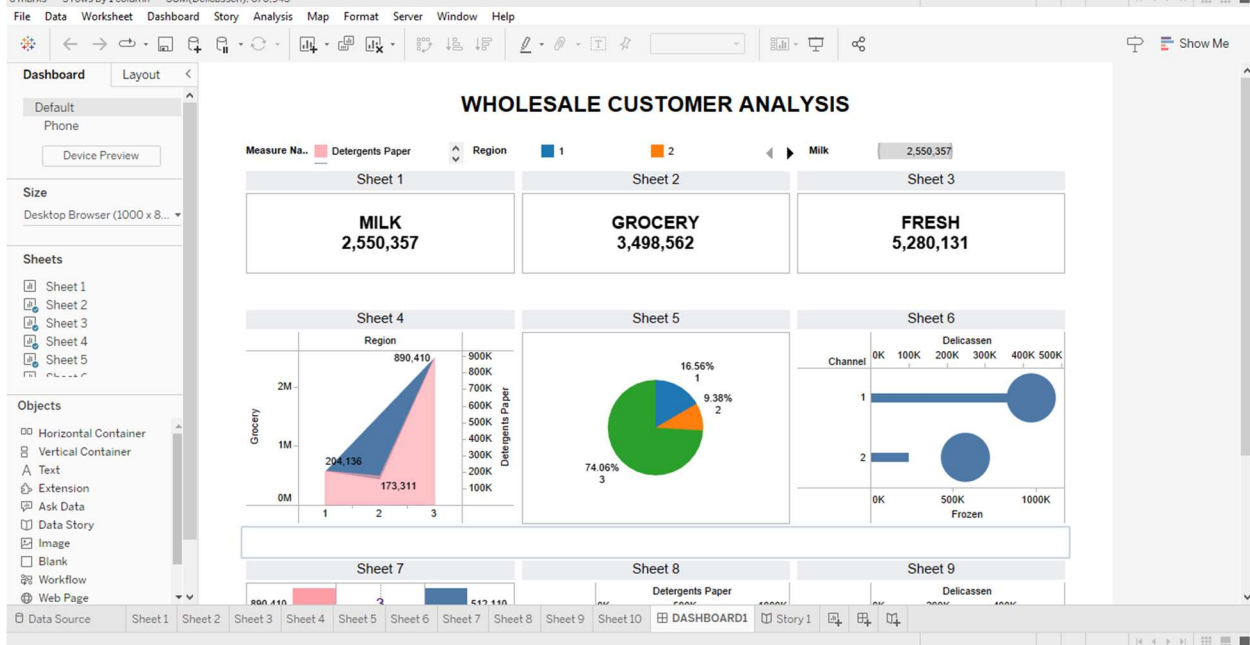 File Data Worksheet Dashboard Story Analysis Map Format Server Window Help
Show Me
Dashboard Layout
Default
Phone
Device Preview
Size
Desktop Browser (1000 x 8...
Sheets
Sheet 1
Sheet 2
Sheet 3
Sheet 4
Sheet 5
Objects
Horizontal Container
Vertical Container
Text
Extension
Ask Data
Data Story
Image
Blank
Workflow
Web Page
WHOLESALE CUSTOMER ANALYSIS
Measure Na.. Detergents Paper Region 1 2 Milk 2,550,357
Sheet 1 Sheet 2 Sheet 3
MILK GROCERY FRESH
2,550,357 3,498,562 5,280,131
Sheet 4
Region
890,410
204,136
173,311
2M
1M
0M
Grocery
900K
800K
700K
600K
500K
400K
300K
200K
100K
Detergents Paper
1 2 3
Sheet 5
16.56%
1
9.38%
2
74.06%
3
Sheet 6
Delicassen
Channel 0K 100K 200K 300K 400K 500K
1
2
0K 500K 1000K
Frozen
Sheet 7 Sheet 8 Sheet 9
Detergents Paper Delicassen
890,410 3 512,110
Data Source Sheet 1 Sheet 2 Sheet 3 Sheet 4 Sheet 5 Sheet 6 Sheet 7 Sheet 8 Sheet 9 Sheet 10 DASHBOARD1 Story 1